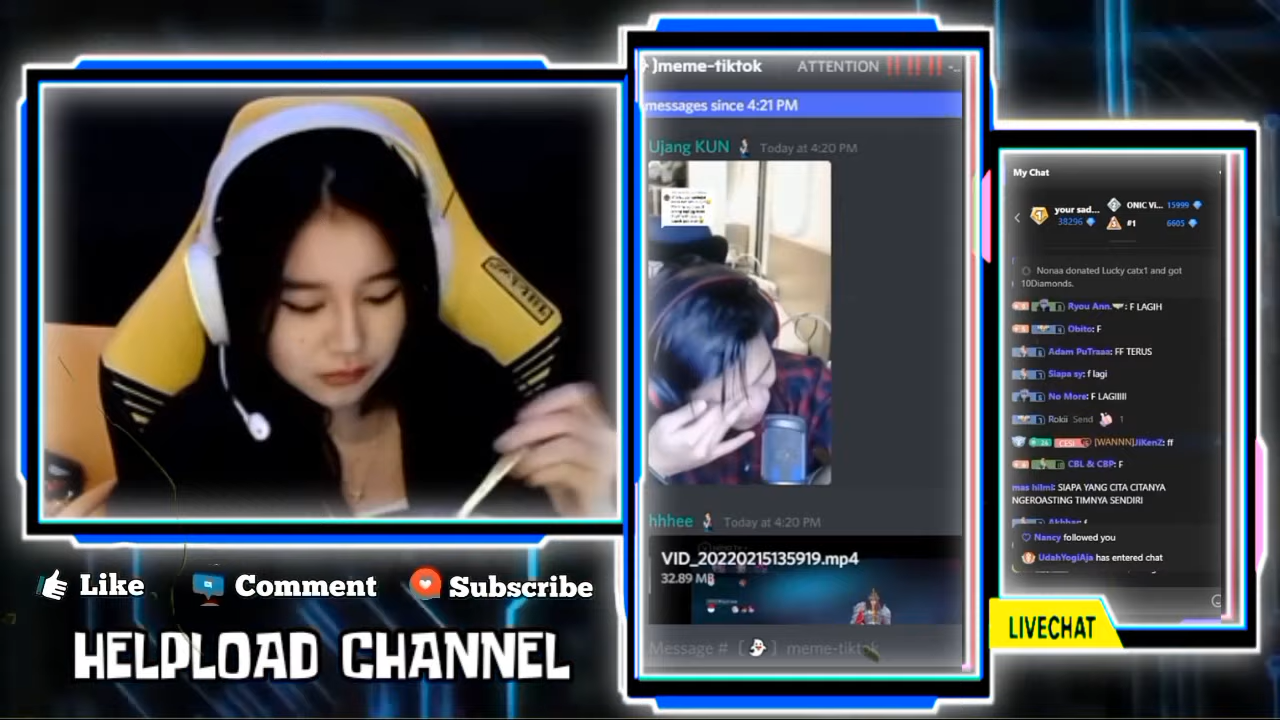 )meme-tiktok ATTENTION ‼️‼️‼️ -..
messages since 4:21 PM
Ujang KUN Today at 4:20 PM
hhhee Today at 4:20 PM
VID_20220215135919.mp4
32.89 MB
Message # [👻] meme-tiktok
My Chat
your sad... 38296
ONIC Vi... 15999
#1 6605
Nonaa donated Lucky catx1 and got
10Diamonds.
Ryou Ann.: F LAGIH
Obito: F
Adam PuTraaa: FF TERUS
Siapa sy: f lagi
No More: F LAGIIIII
Rokii Send 1
[WANNN]JiKenZ: ff
CBL & CBP: F
mas hilmi: SIAPA YANG CITA CITANYA
NGEROASTING TIMNYA SENDIRI
Nancy followed you
UdahYogiAja has entered chat
LIVECHAT
Like Comment Subscribe
HELPLOAD CHANNEL